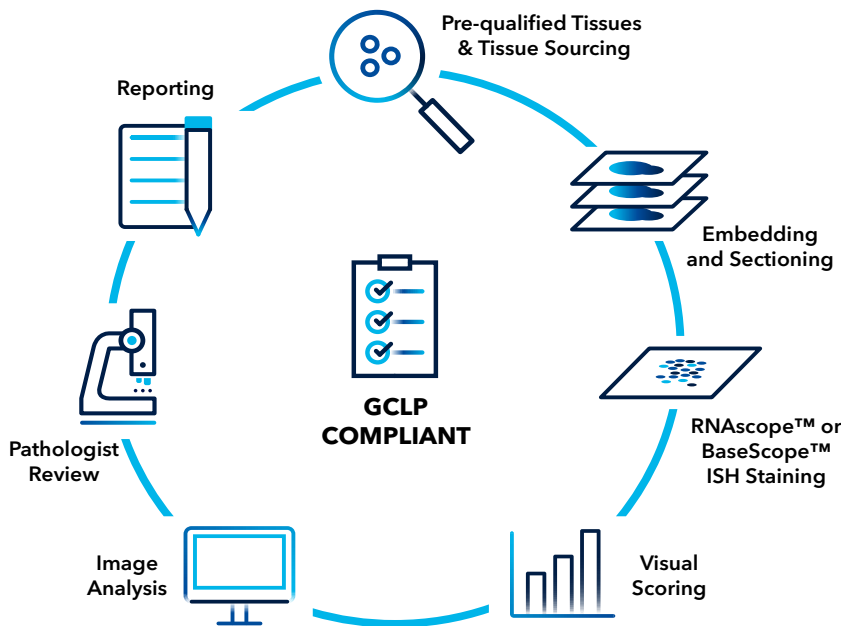 Pre-qualified Tissues
& Tissue Sourcing
Reporting
Embedding
and Sectioning
GCLP
COMPLIANT
RNAscope™ or
BaseScope™
ISH Staining
Pathologist
Review
Visual
Scoring
Image
Analysis